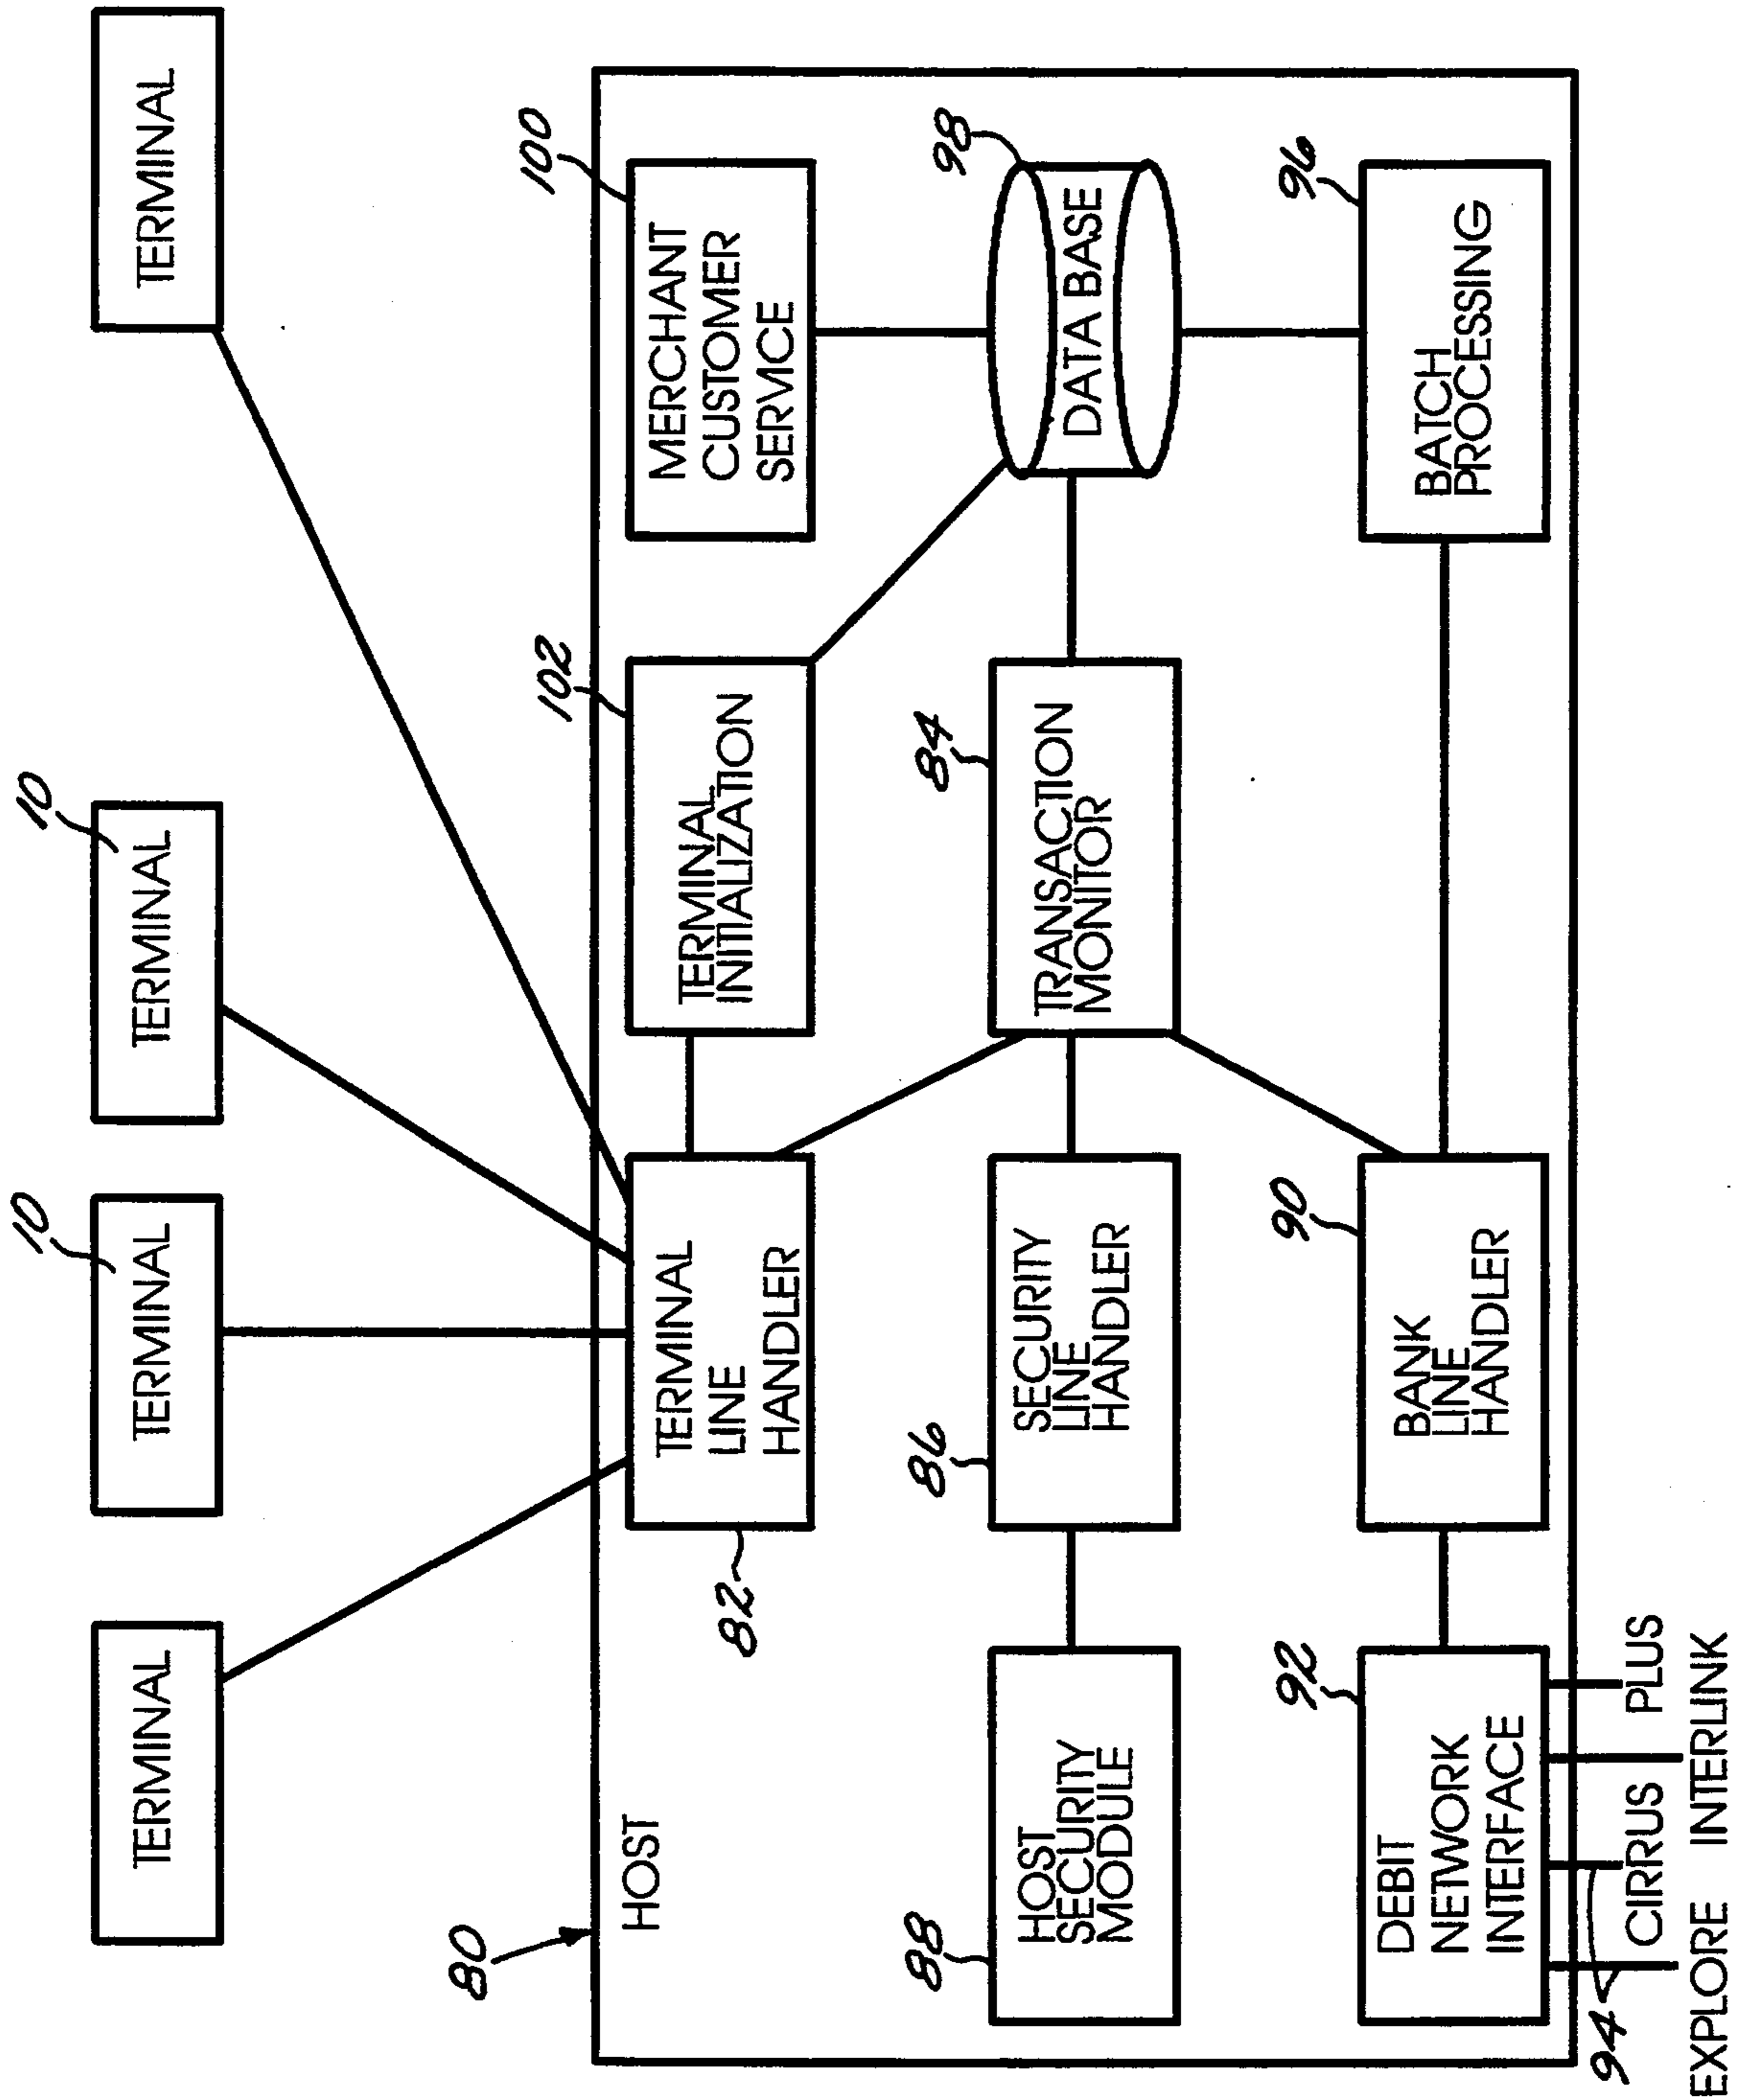 TERMINAL
10
TERMINAL
10
TERMINAL
TERMINAL
80
HOST
82
TERMINAL
LINE
HANDLER
102
TERMINAL
INITIALIZATION
100
MERCHANT
CUSTOMER
SERVICE
88
HOST
SECURITY
MODULE
86
SECURITY
LINE
HANDLER
84
TRANSACTION
MONITOR
98
DATA BASE
92
DEBIT
NETWORK
INTERFACE
90
BANK
LINE
HANDLER
96
BATCH
PROCESSING
94
CIRRUS
PLUS
EXPLORE
INTERLINK